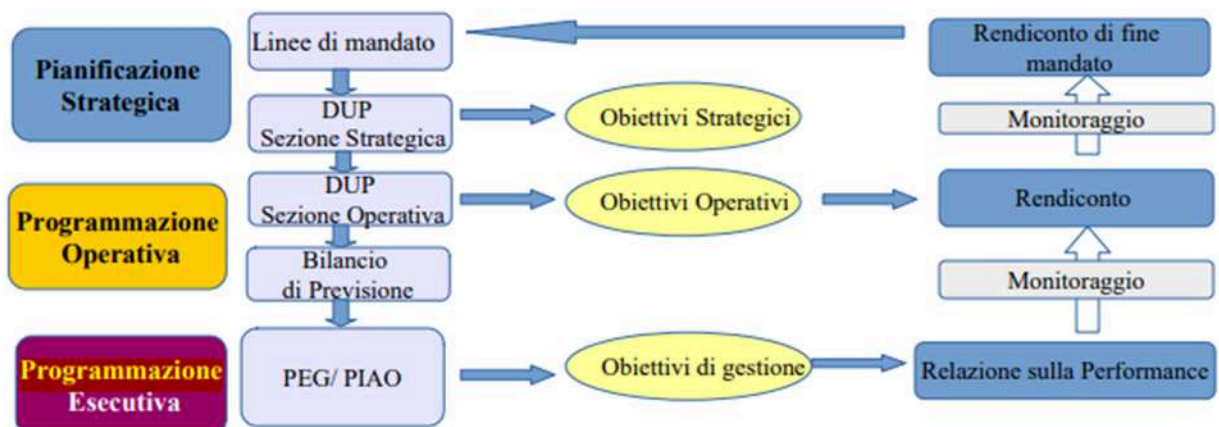 Pianificazione
Strategica
Linee di mandato
Rendiconto di fine
mandato
DUP
Sezione Strategica
Obiettivi Strategici
Monitoraggio
Programmazione
Operativa
DUP
Sezione Operativa
Obiettivi Operativi
Rendiconto
Bilancio
di Previsione
Monitoraggio
Programmazione
Esecutiva
PEG/ PIAO
Obiettivi di gestione
Relazione sulla Performance